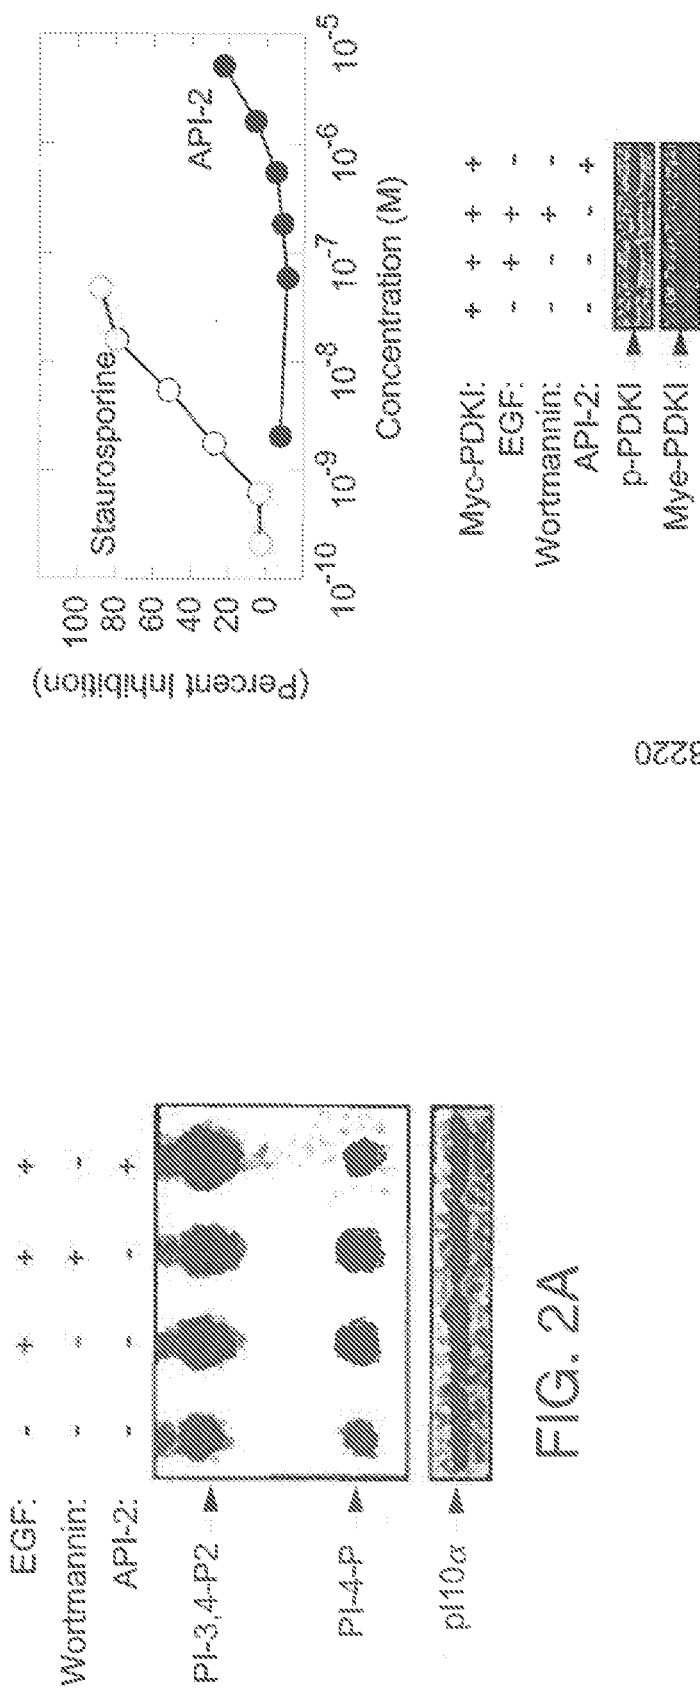 EGF: - + + +
Wortmannin: - - + -
API-2: - - - +
PI-3,4-P2
PI-4-P
pI10α
FIG. 2A
(Percent Inhibition)
100
80
60
40
20
0
Staurosporine
API-2
10-10 10-9 10-8 10-7 10-6 10-5
Concentration (M)
Myc-PDKI: + + + +
EGF: - + + -
Wortmannin: - - + -
API-2: - - - +
p-PDKI
Mye-PDKI